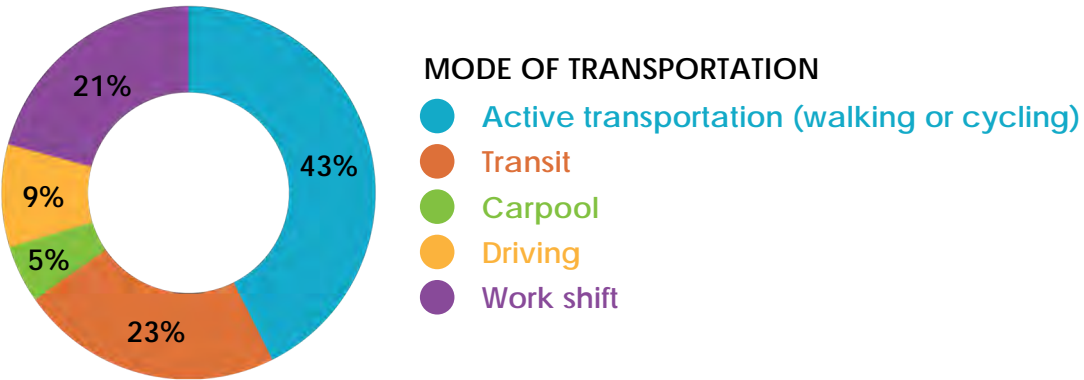 21%
43%
9%
5%
23%
MODE OF TRANSPORTATION
Active transportation (walking or cycling)
Transit
Carpool
Driving
Work shift